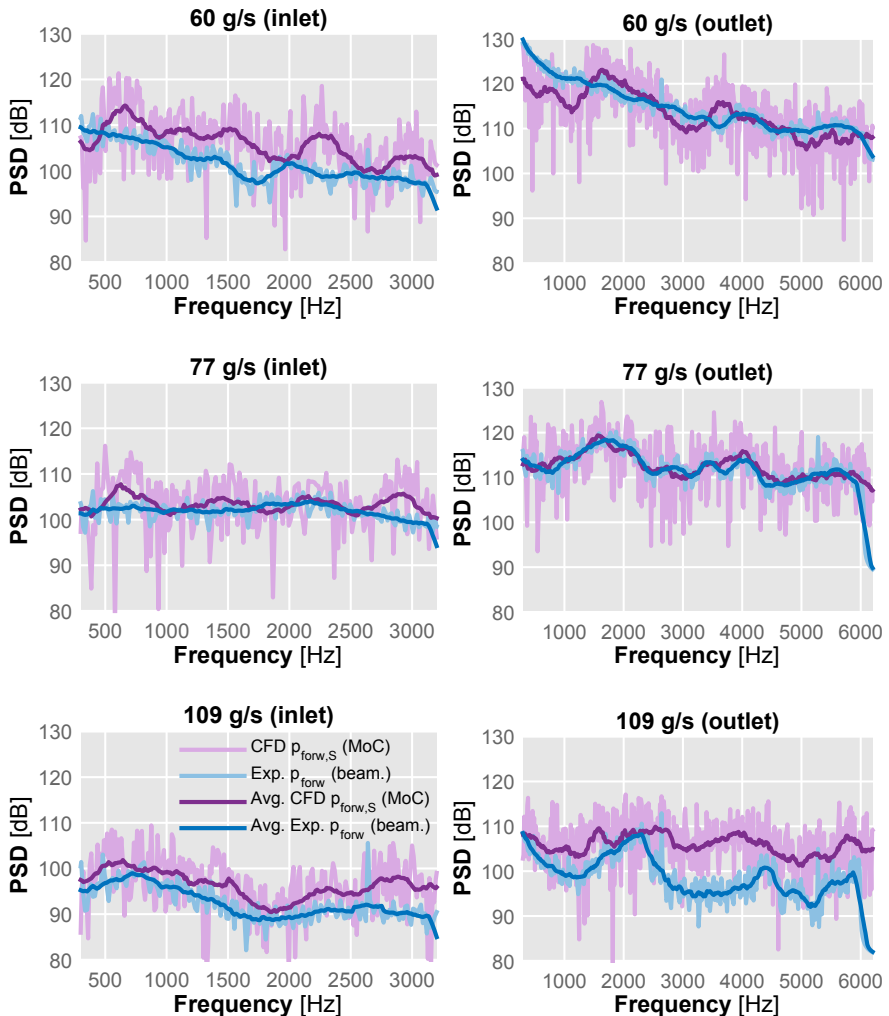 60 g/s (inlet)
130
120
110
100
90
80
PSD [dB]
500 1000 1500 2000 2500 3000
Frequency [Hz]
60 g/s (outlet)
130
120
110
100
90
80
PSD [dB]
1000 2000 3000 4000 5000 6000
Frequency [Hz]
77 g/s (inlet)
130
120
110
100
90
80
PSD [dB]
500 1000 1500 2000 2500 3000
Frequency [Hz]
77 g/s (outlet)
130
120
110
100
90
80
PSD [dB]
1000 2000 3000 4000 5000 6000
Frequency [Hz]
109 g/s (inlet)
130
120
110
100
90
80
PSD [dB]
CFD p forw,S (MoC)
Exp. p forw (beam.)
Avg. CFD p forw,S (MoC)
Avg. Exp. p forw (beam.)
500 1000 1500 2000 2500 3000
Frequency [Hz]
109 g/s (outlet)
130
120
110
100
90
80
PSD [dB]
1000 2000 3000 4000 5000 6000
Frequency [Hz]